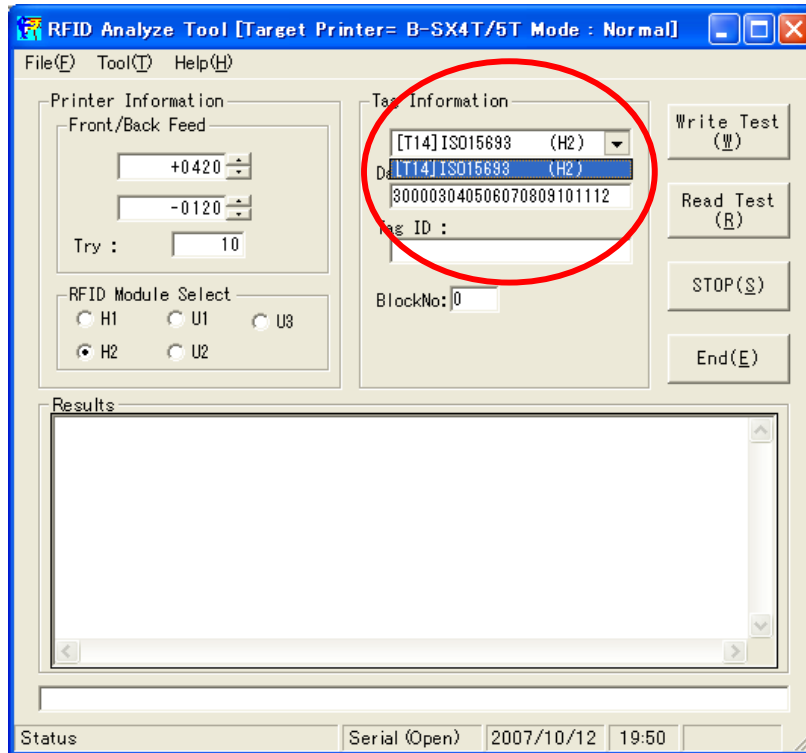 RFID Analyze Tool [Target Printer= B-SX4T/5T Mode : Normal]
File(F) Tool(T) Help(H)
Printer Information
Front/Back Feed
+0420
-0120
Try : 10
RFID Module Select
H1 U1 U3
H2 U2
Tag Information
[T14]ISO15693 (H2)
[T14]ISO15693 (H2)
300003040506070809101112
Tag ID :
BlockNo: 0
Write Test
(W)
Read Test
(R)
STOP(S)
End(E)
Results
Status Serial (Open) 2007/10/12 19:50